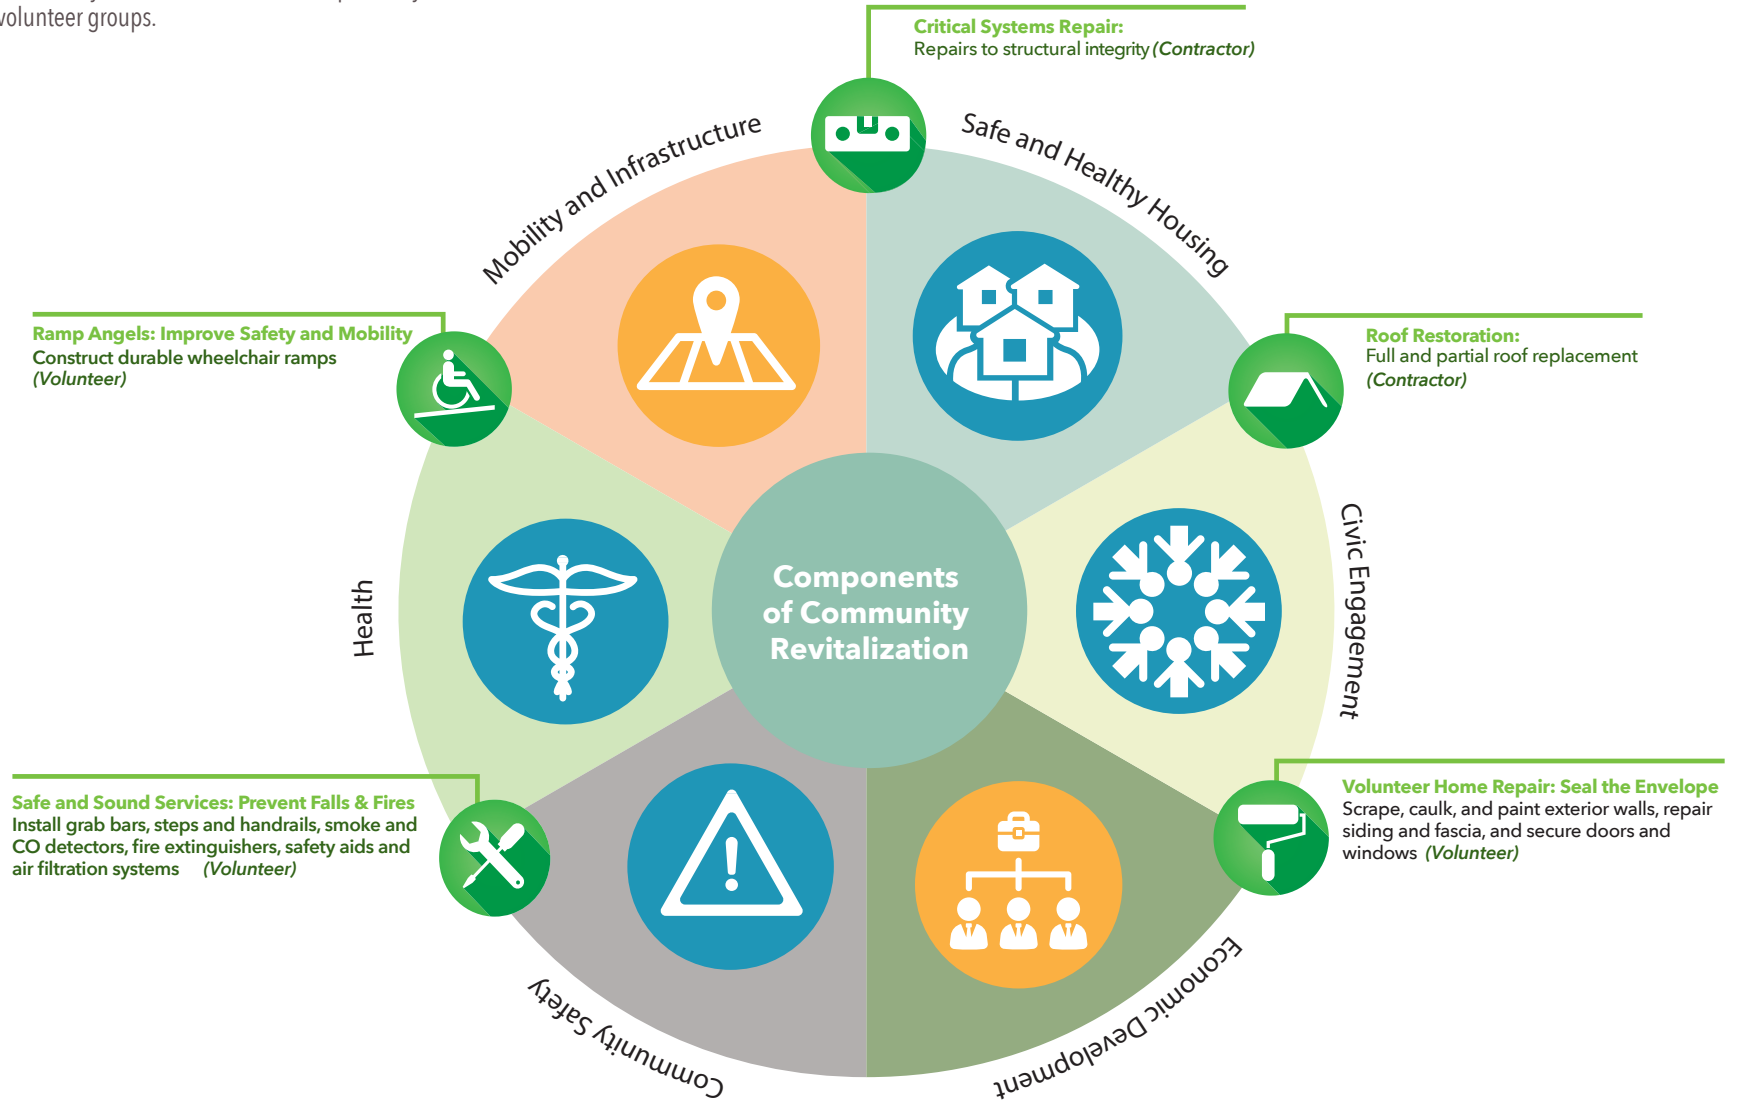 volunteer groups.
Critical Systems Repair:
Repairs to structural integrity (Contractor)
Mobility and Infrastructure
Safe and Healthy Housing
Ramp Angels: Improve Safety and Mobility
Construct durable wheelchair ramps
(Volunteer)
Roof Restoration:
Full and partial roof replacement
(Contractor)
Health
Components
of Community
Revitalization
Civic Engagement
Safe and Sound Services: Prevent Falls & Fires
Install grab bars, steps and handrails, smoke and
CO detectors, fire extinguishers, safety aids and
air filtration systems (Volunteer)
Volunteer Home Repair: Seal the Envelope
Scrape, caulk, and paint exterior walls, repair
siding and fascia, and secure doors and
windows (Volunteer)
Community Safety
Economic Development